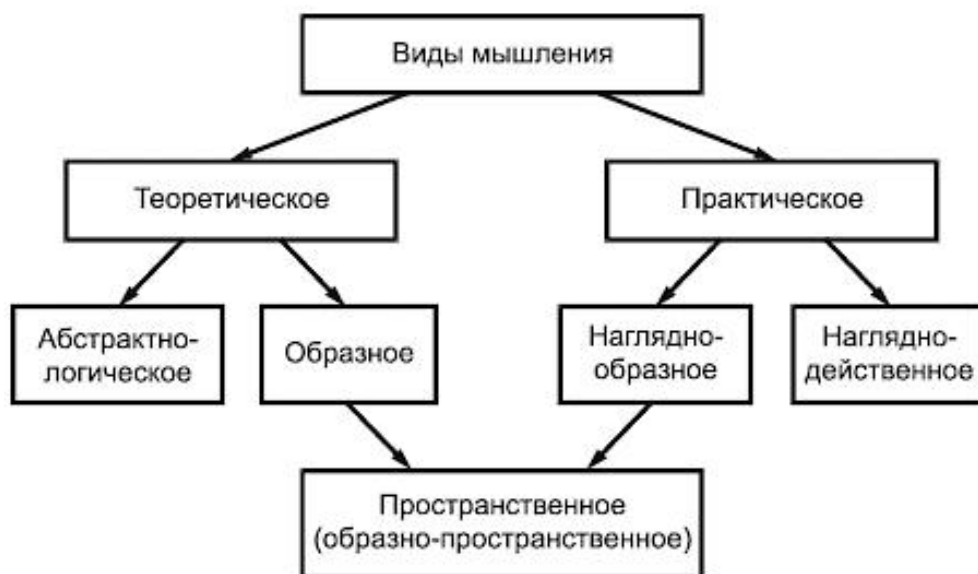 Виды мышления
Теоретическое
Практическое
Абстрактно-
логическое
Образное
Наглядно-
образное
Наглядно-
действенное
Пространственное
(образно-пространственное)